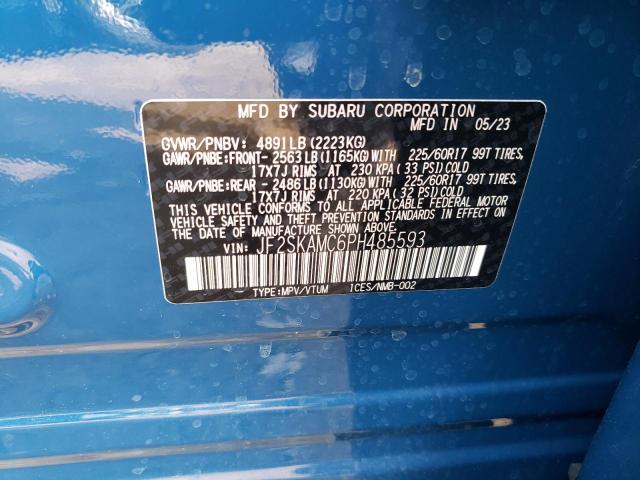 MFD BY SUBARU CORPORATION
MFD IN 05/23
GVWR/PNBV: 4891LB(2223KG)
GAWR/PNBE:FRONT- 2563LB(1165KG)WITH 225/60R17 99T TIRES,
17X7J RIMS AT 230 KPA(33 PSI)COLD
GAWR/PNBE:REAR - 2486LB(1130KG)WITH 225/60R17 99T TIRES,
17X7J RIMS AT 220 KPA(32 PSI)COLD
THIS VEHICLE CONFORMS TO ALL APPLICABLE FEDERAL MOTOR
VEHICLE SAFETY AND THEFT PREVENTION STANDARDS IN EFFECT
ON THE DATE OF MANUFACTURE SHOWN ABOVE.
VIN: JF2SKAMC6PH485593
TYPE:MPV/VTUM ICES/NMB-002